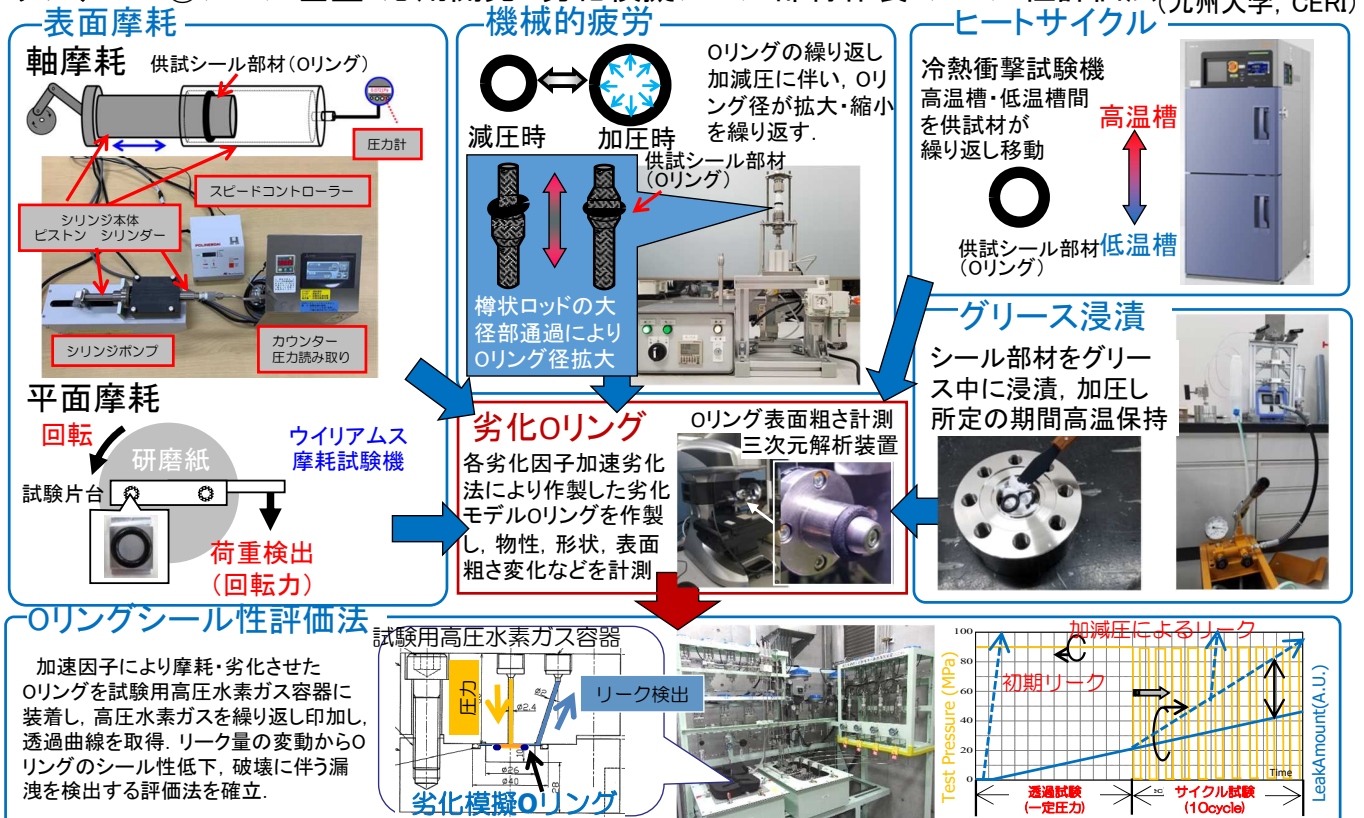 (九州大学, CERI)
表面摩耗
軸摩耗
供試シール部材(Oリング)
圧力計
スピードコントローラー
シリンジ本体
ピストン シリンダー
シリンジポンプ
カウンター
圧力読み取り
平面摩耗
回転
研磨紙
ウイリアムス
摩耗試験機
試験片台
荷重検出
(回転力)
機械的疲労
Oリングの繰り返し
加減圧に伴い, Oリ
ング径が拡大・縮小
を繰り返す.
減圧時
加圧時
供試シール部材
(Oリング)
樽状ロッドの大
径部通過により
Oリング径拡大
ヒートサイクル
冷熱衝撃試験機
高温槽・低温槽間
を供試材が
繰り返し移動
高温槽
低温槽
供試シール部材
(Oリング)
グリース浸漬
シール部材をグリー
ス中に浸漬, 加圧し
所定の期間高温保持
劣化Oリング
各劣化因子加速劣化
法により作製した劣化
モデルOリングを作製
し, 物性, 形状, 表面
粗さ変化などを計測
Oリング表面粗さ計測
三次元解析装置
Oリングシール性評価法
加速因子により摩耗・劣化させた
Oリングを試験用高圧水素ガス容器に
装着し, 高圧水素ガスを繰り返し印加し,
透過曲線を取得. リーク量の変動からO
リングのシール性低下, 破壊に伴う漏
洩を検出する評価法を確立.
試験用高圧水素ガス容器
圧力
リーク検出
ø2.4
ø26
ø40
28
劣化模擬Oリング
Test Pressure (MPa)
100
80
60
40
20
0
加減圧によるリーク
初期リーク
Time
LeakAmount(A.U.)
透過試験
(一定圧力)
サイクル試験
(10cycle)